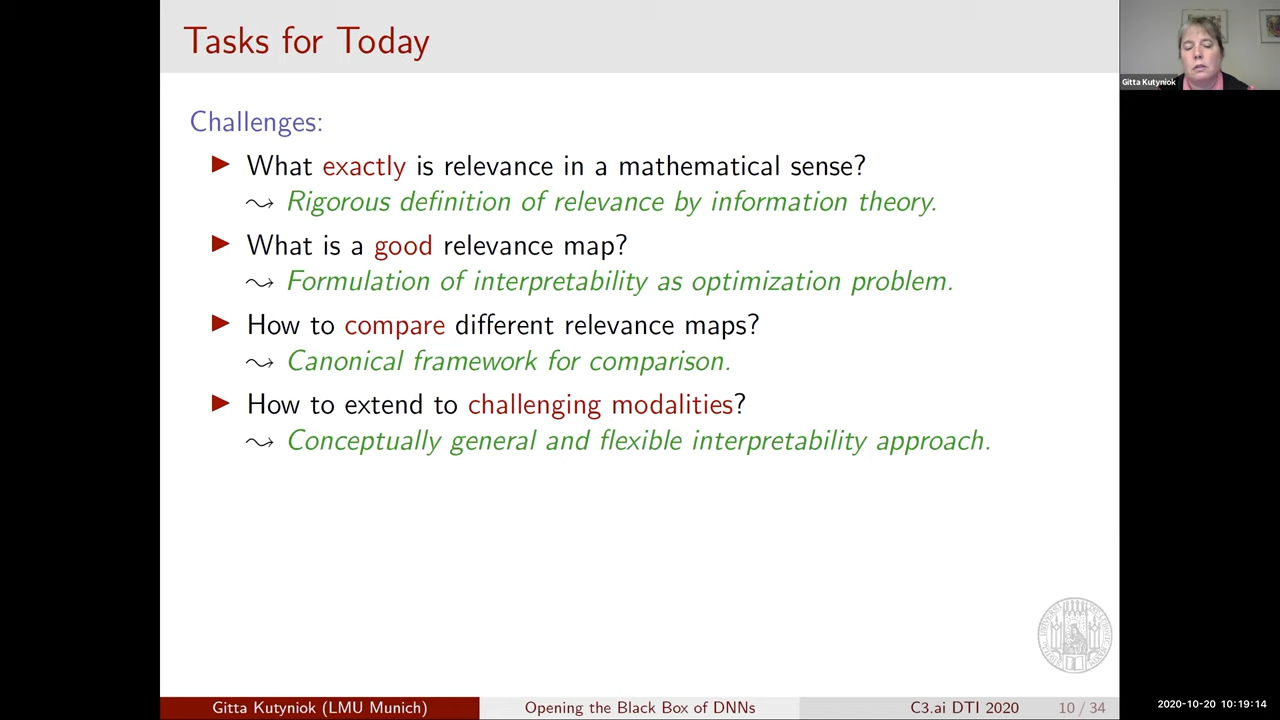 Tasks for Today
Gitta Kutyniok
Challenges:
▶ What exactly is relevance in a mathematical sense?
⤳ Rigorous definition of relevance by information theory.
▶ What is a good relevance map?
⤳ Formulation of interpretability as optimization problem.
▶ How to compare different relevance maps?
⤳ Canonical framework for comparison.
▶ How to extend to challenging modalities?
⤳ Conceptually general and flexible interpretability approach.
Gitta Kutyniok (LMU Munich) Opening the Black Box of DNNs C3.ai DTI 2020 10 / 34
2020-10-20 10:19:14